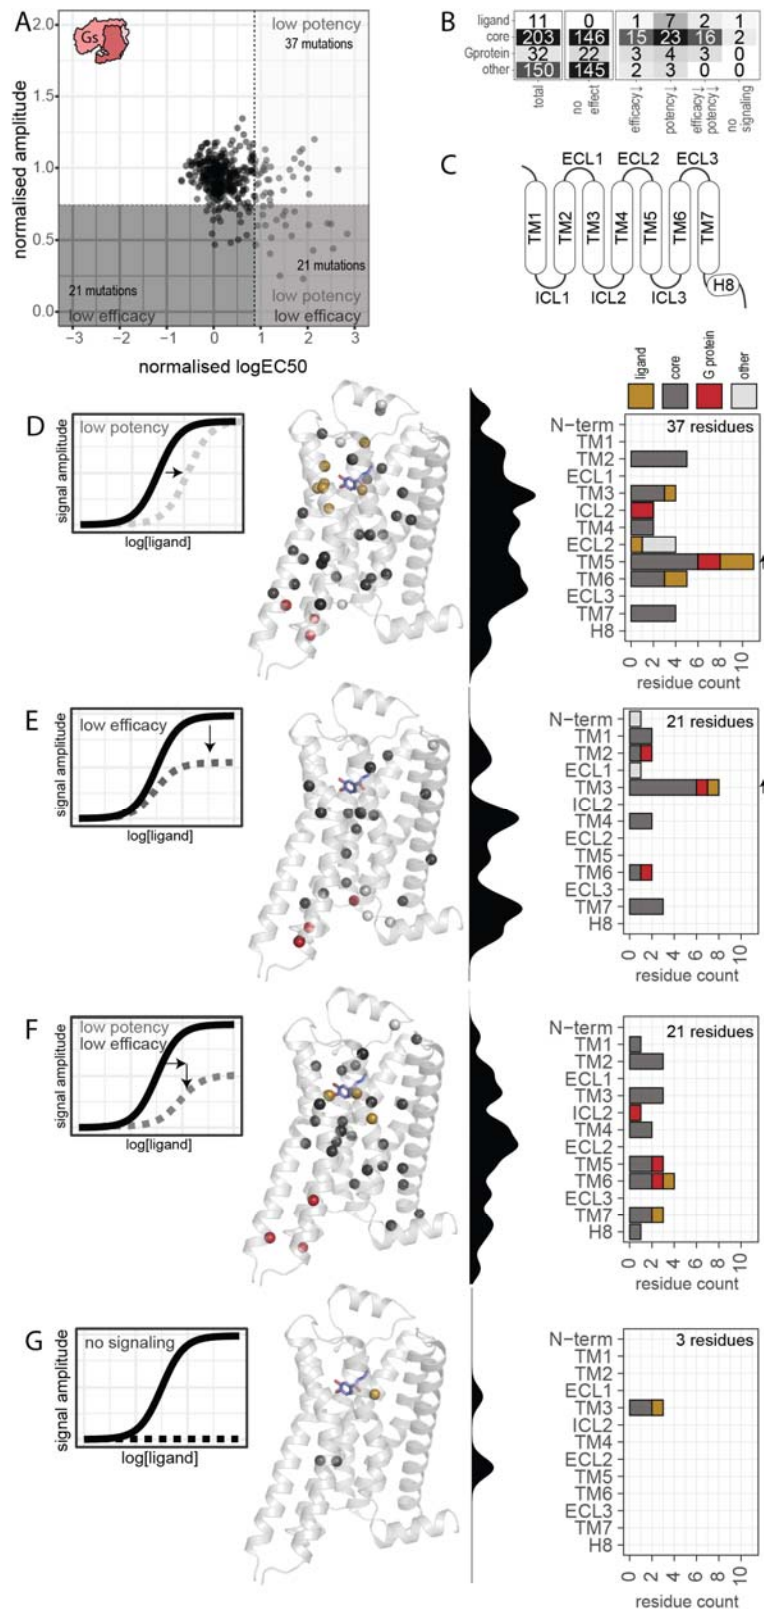 A
Gs
low potency
37 mutations
21 mutations
low efficacy
21 mutations
low potency
low efficacy
normalised amplitude
2.0
1.5
1.0
0.5
0.0
−3 −2 −1 0 1 2 3
normalised logEC50
B
ligand 11 0 1 7 2 1
core 203 146 15 23 16 2
Gprotein 32 22 3 4 3 0
other 150 145 2 3 0 0
total
no effect
efficacy↓
potency↓
efficacy↓ potency↓
no signaling
C
ECL1 ECL2 ECL3
TM1 TM2 TM3 TM4 TM5 TM6 TM7
H8
ICL1 ICL2 ICL3
ligand
core
G protein
other
D
low potency
signal amplitude
log[ligand]
37 residues
N−term
TM1
TM2
ECL1
TM3
ICL2
TM4
ECL2
TM5
TM6
ECL3
TM7
H8
0 2 4 6 8 10
residue count
E
low efficacy
signal amplitude
log[ligand]
21 residues
N−term
TM1
TM2
ECL1
TM3
ICL2
TM4
ECL2
TM5
TM6
ECL3
TM7
H8
0 2 4 6 8 10
residue count
F
low potency
low efficacy
signal amplitude
log[ligand]
21 residues
N−term
TM1
TM2
ECL1
TM3
ICL2
TM4
ECL2
TM5
TM6
ECL3
TM7
H8
0 2 4 6 8 10
residue count
G
no signaling
signal amplitude
log[ligand]
3 residues
N−term
TM1
TM2
ECL1
TM3
ICL2
TM4
ECL2
TM5
TM6
ECL3
TM7
H8
0 2 4 6 8 10
residue count